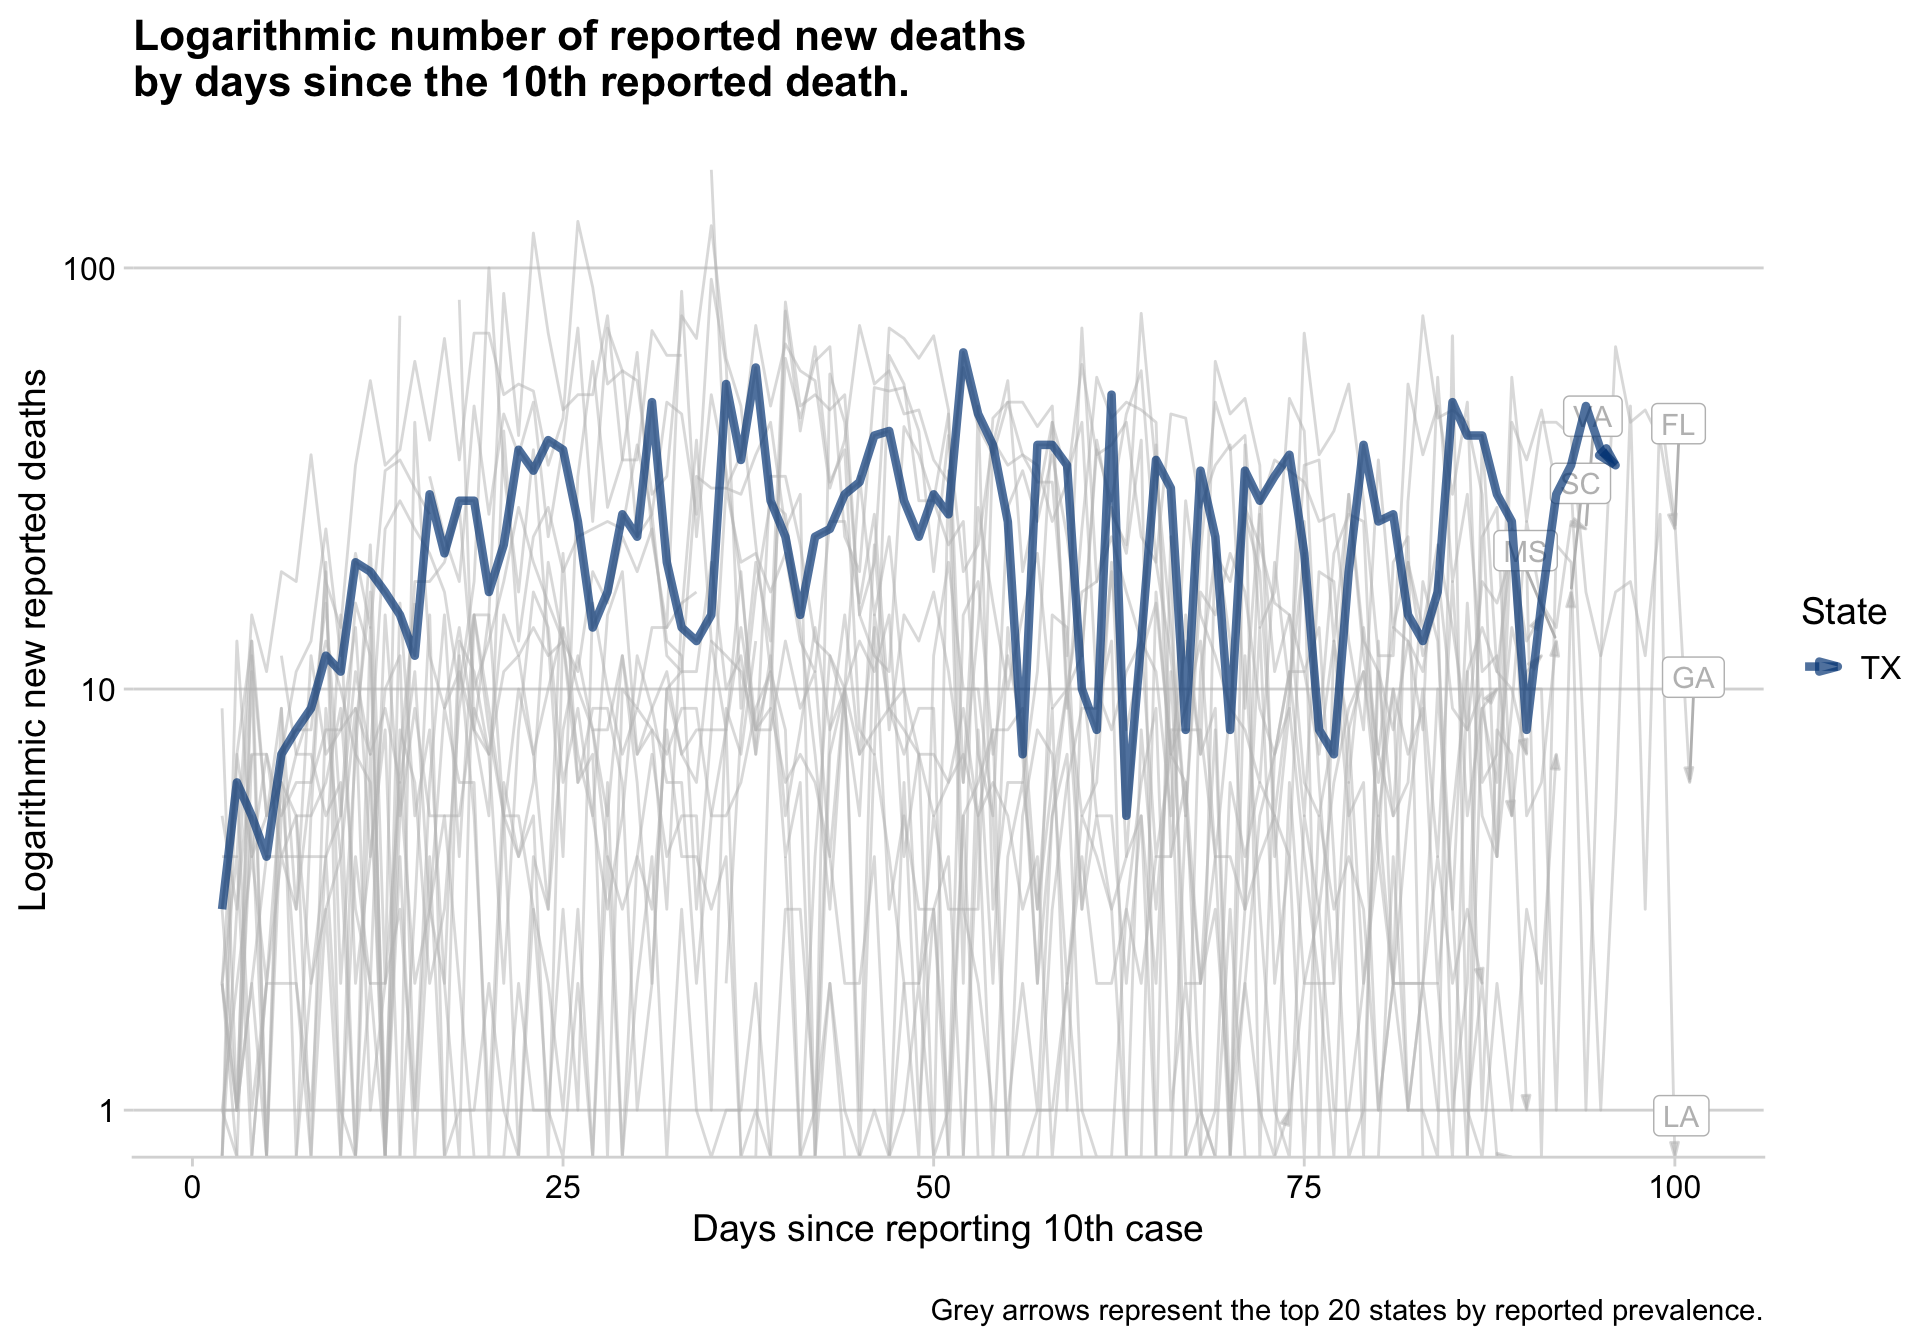 Logarithmic number of reported new deaths
by days since the 10th reported death.
Logarithmic new reported deaths
100
10
1
VA
FL
SC
MS
GA
LA
State
TX
0
25
50
75
100
Days since reporting 10th case
Grey arrows represent the top 20 states by reported prevalence.